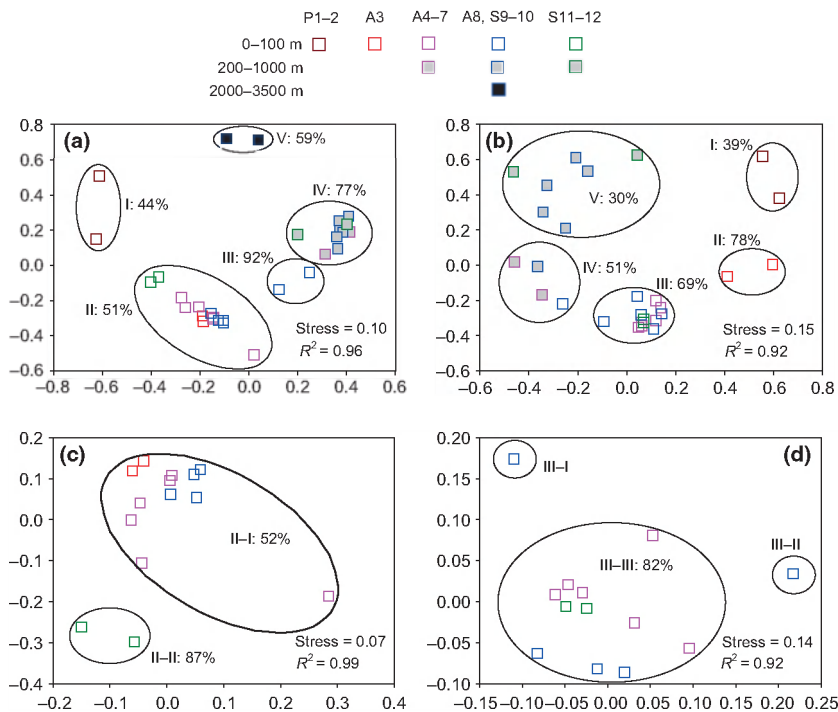 P1–2 A3 A4–7 A8, S9–10 S11–12
0–100 m
200–1000 m
2000–3500 m
(a)
V: 59%
0.8
0.6
IV: 77%
I: 44%
0.4
0.2
III: 92%
0.0
−0.2
II: 51%
−0.4
Stress = 0.10
R² = 0.96
−0.6
−0.8 −0.6 −0.4 −0.2 0.0 0.2 0.4 0.6
(b)
0.8
I: 39%
0.6
0.4
V: 30%
0.2
II: 78%
0.0
IV: 51%
III: 69%
−0.2
−0.4
Stress = 0.15
R² = 0.92
−0.6
−0.6 −0.4 −0.2 0.0 0.2 0.4 0.6 0.8
(c)
0.2
0.1
0.0
II–I: 52%
−0.1
−0.2
−0.3
Stress = 0.07
II–II: 87%
R² = 0.99
−0.4
−0.2 −0.1 0.0 0.1 0.2 0.3 0.4
(d)
0.20
III–I
0.15
0.10
III–II
III–III: 82%
0.05
0.00
−0.05
Stress = 0.14
R² = 0.92
−0.10
−0.15 −0.10 −0.05 0.00 0.05 0.10 0.15 0.20 0.25